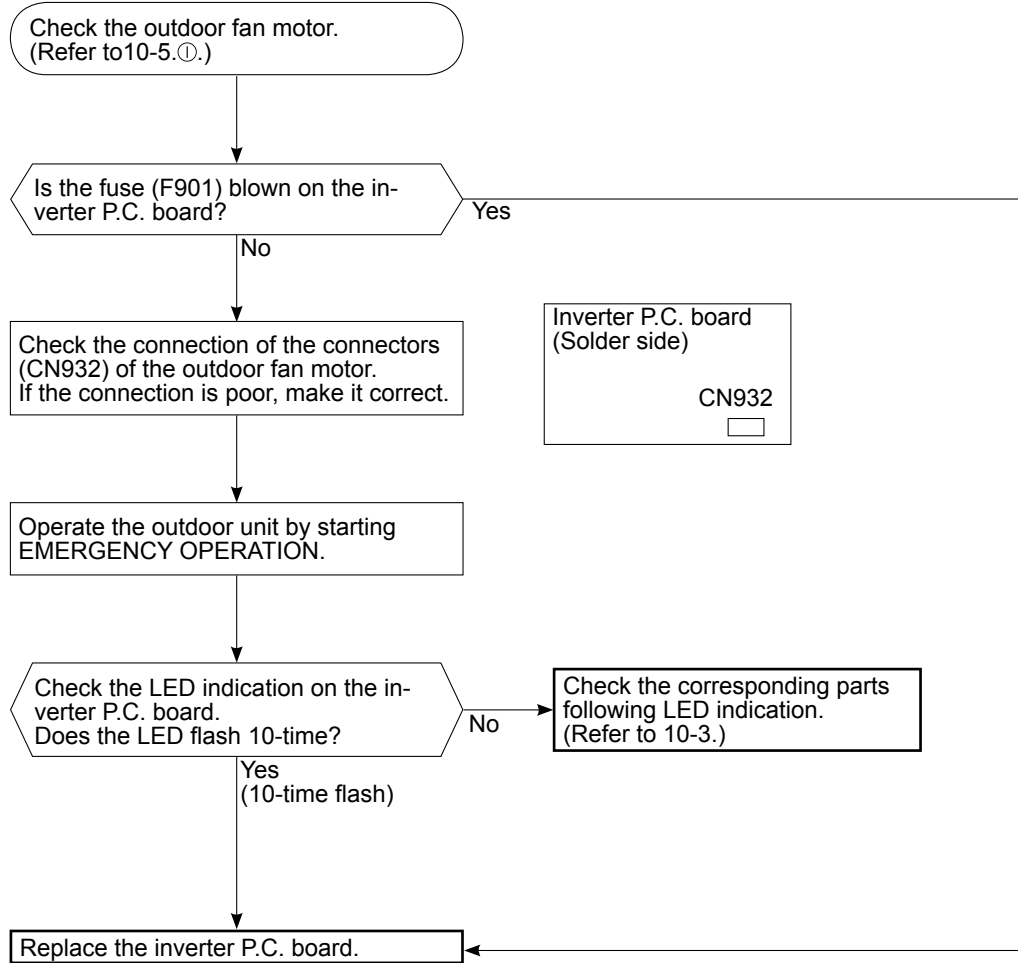 Check the outdoor fan motor.
(Refer to10-5.Ⓘ.)
Is the fuse (F901) blown on the in-
verter P.C. board?
Yes
No
Inverter P.C. board
(Solder side)
CN932
Check the connection of the connectors
(CN932) of the outdoor fan motor.
If the connection is poor, make it correct.
Operate the outdoor unit by starting
EMERGENCY OPERATION.
Check the LED indication on the in-
verter P.C. board.
Does the LED flash 10-time?
No
Check the corresponding parts
following LED indication.
(Refer to 10-3.)
Yes
(10-time flash)
Replace the inverter P.C. board.